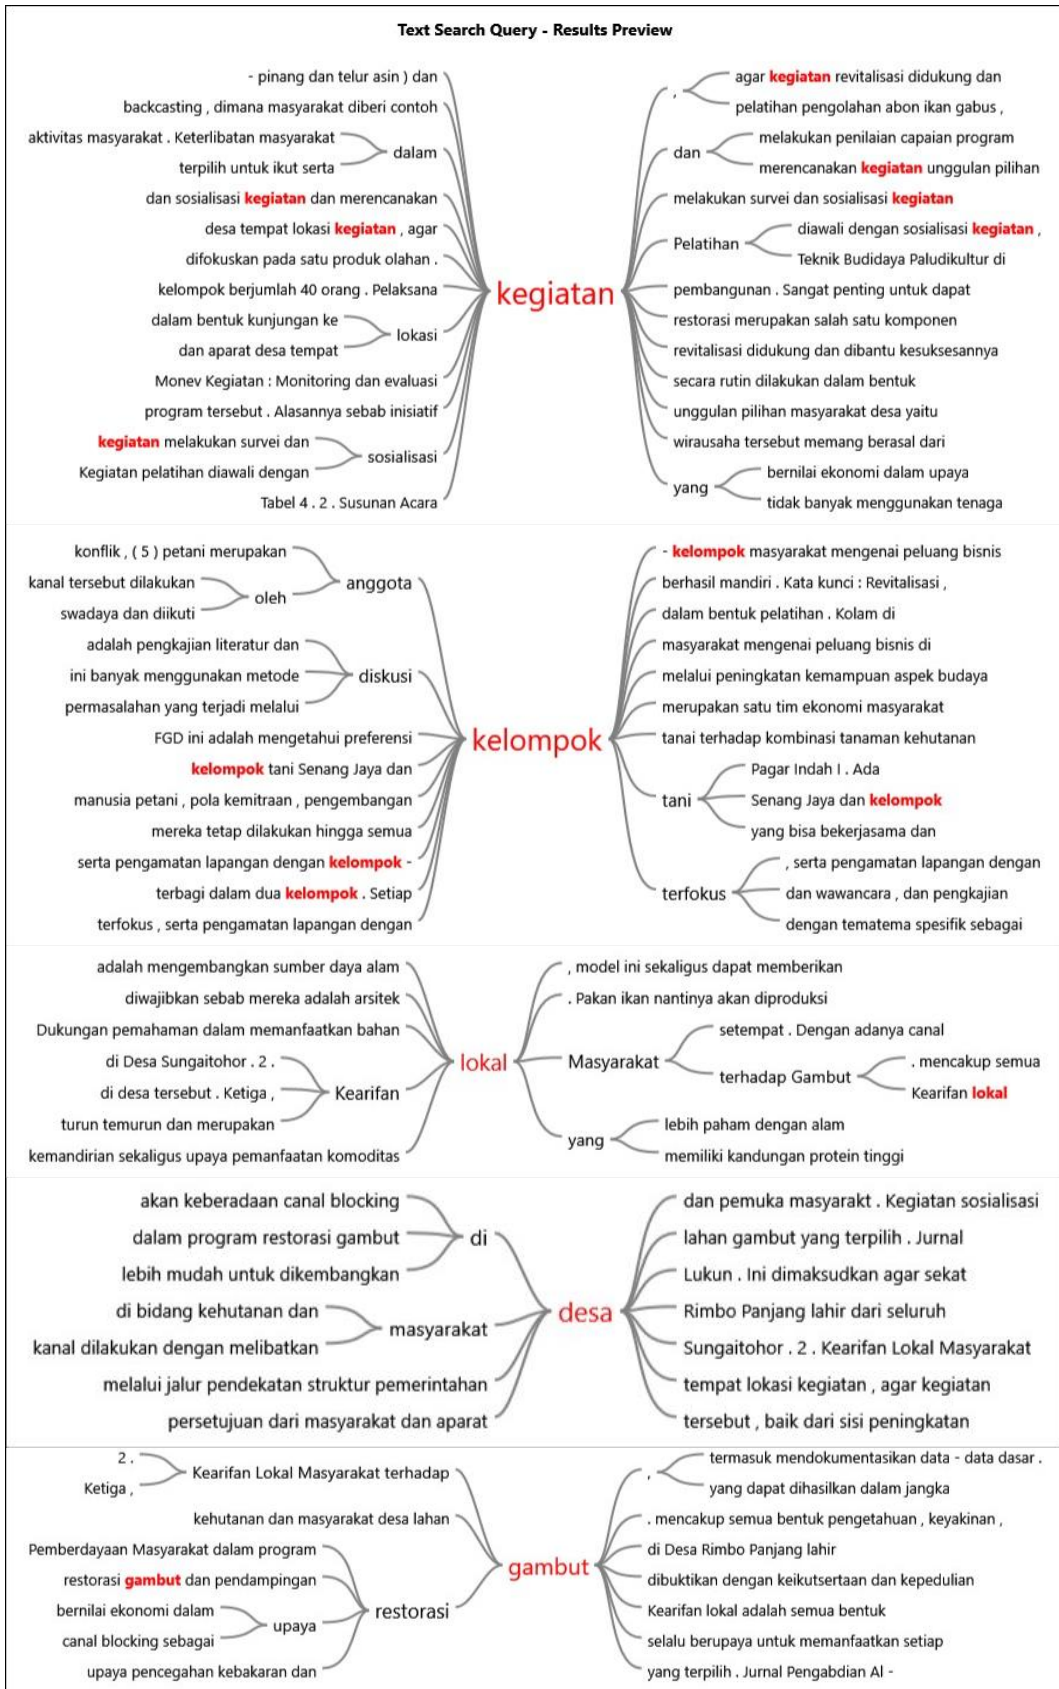 Text Search Query - Results Preview
- pinang dan telur asin ) dan
backcasting , dimana masyarakat diberi contoh
aktivitas masyarakat . Keterlibatan masyarakat
terpilih untuk ikut serta
dalam
dan sosialisasi kegiatan dan merencanakan
desa tempat lokasi kegiatan , agar
difokuskan pada satu produk olahan .
kelompok berjumlah 40 orang . Pelaksana
dalam bentuk kunjungan ke
dan aparat desa tempat
lokasi
Monev Kegiatan : Monitoring dan evaluasi
program tersebut . Alasannya sebab inisiatif
kegiatan melakukan survei dan
Kegiatan pelatihan diawali dengan
sosialisasi
Tabel 4 . 2 . Susunan Acara
kegiatan
,
agar kegiatan revitalisasi didukung dan
pelatihan pengolahan abon ikan gabus ,
dan
melakukan penilaian capaian program
merencanakan kegiatan unggulan pilihan
melakukan survei dan sosialisasi kegiatan
Pelatihan
diawali dengan sosialisasi kegiatan ,
Teknik Budidaya Paludikultur di
pembangunan . Sangat penting untuk dapat
restorasi merupakan salah satu komponen
revitalisasi didukung dan dibantu kesuksesannya
secara rutin dilakukan dalam bentuk
unggulan pilihan masyarakat desa yaitu
wirausaha tersebut memang berasal dari
yang
bernilai ekonomi dalam upaya
tidak banyak menggunakan tenaga
konflik , ( 5 ) petani merupakan
kanal tersebut dilakukan
swadaya dan diikuti
oleh
anggota
adalah pengkajian literatur dan
ini banyak menggunakan metode
permasalahan yang terjadi melalui
diskusi
FGD ini adalah mengetahui preferensi
kelompok tani Senang Jaya dan
manusia petani , pola kemitraan , pengembangan
mereka tetap dilakukan hingga semua
serta pengamatan lapangan dengan kelompok -
terbagi dalam dua kelompok . Setiap
terfokus , serta pengamatan lapangan dengan
kelompok
- kelompok masyarakat mengenai peluang bisnis
berhasil mandiri . Kata kunci : Revitalisasi ,
dalam bentuk pelatihan . Kolam di
masyarakat mengenai peluang bisnis di
melalui peningkatan kemampuan aspek budaya
merupakan satu tim ekonomi masyarakat
tanai terhadap kombinasi tanaman kehutanan
tani
Pagar Indah I . Ada
Senang Jaya dan kelompok
yang bisa bekerjasama dan
terfokus
, serta pengamatan lapangan dengan
dan wawancara , dan pengkajian
dengan tematema spesifik sebagai
adalah mengembangkan sumber daya alam
diwajibkan sebab mereka adalah arsitek
Dukungan pemahaman dalam memanfaatkan bahan
di Desa Sungaitohor . 2 .
di desa tersebut . Ketiga ,
turun temurun dan merupakan
Kearifan
kemandirian sekaligus upaya pemanfaatan komoditas
lokal
, model ini sekaligus dapat memberikan
. Pakan ikan nantinya akan diproduksi
Masyarakat
setempat . Dengan adanya canal
terhadap Gambut
. mencakup semua
Kearifan lokal
yang
lebih paham dengan alam
memiliki kandungan protein tinggi
akan keberadaan canal blocking
dalam program restorasi gambut
lebih mudah untuk dikembangkan
di
di bidang kehutanan dan
kanal dilakukan dengan melibatkan
masyarakat
melalui jalur pendekatan struktur pemerintahan
persetujuan dari masyarakat dan aparat
desa
dan pemuka masyarakt . Kegiatan sosialisasi
lahan gambut yang terpilih . Jurnal
Lukun . Ini dimaksudkan agar sekat
Rimbo Panjang lahir dari seluruh
Sungaitohor . 2 . Kearifan Lokal Masyarakat
tempat lokasi kegiatan , agar kegiatan
tersebut , baik dari sisi peningkatan
2 .
Ketiga ,
Kearifan Lokal Masyarakat terhadap
kehutanan dan masyarakat desa lahan
Pemberdayaan Masyarakat dalam program
restorasi gambut dan pendampingan
bernilai ekonomi dalam
canal blocking sebagai
upaya
upaya pencegahan kebakaran dan
restorasi
gambut
,
termasuk mendokumentasikan data - data dasar .
yang dapat dihasilkan dalam jangka
. mencakup semua bentuk pengetahuan , keyakinan ,
di Desa Rimbo Panjang lahir
dibuktikan dengan keikutsertaan dan kepedulian
Kearifan lokal adalah semua bentuk
selalu berupaya untuk memanfaatkan setiap
yang terpilih . Jurnal Pengabdian Al -